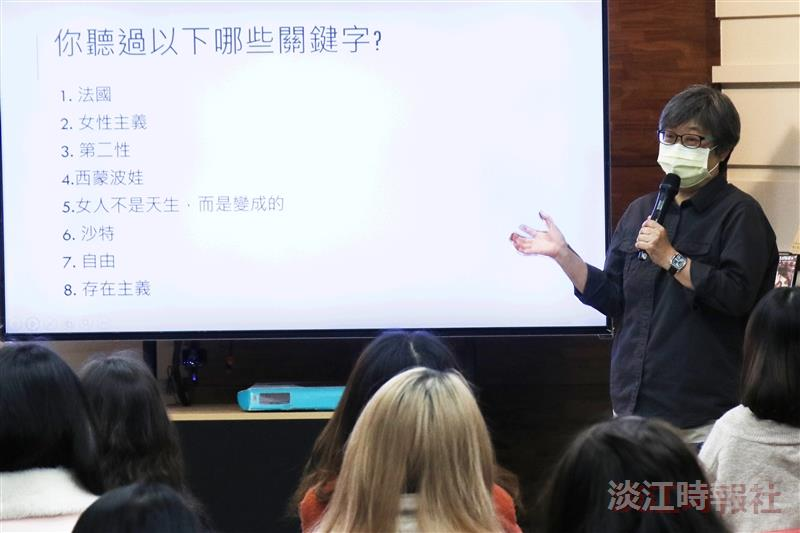 你聽過以下哪些關鍵字?
1. 法國
2. 女性主義
3. 第二性
4.西蒙波娃
5.女人不是天生，而是變成的
6. 沙特
7. 自由
8. 存在主義
淡江時報社